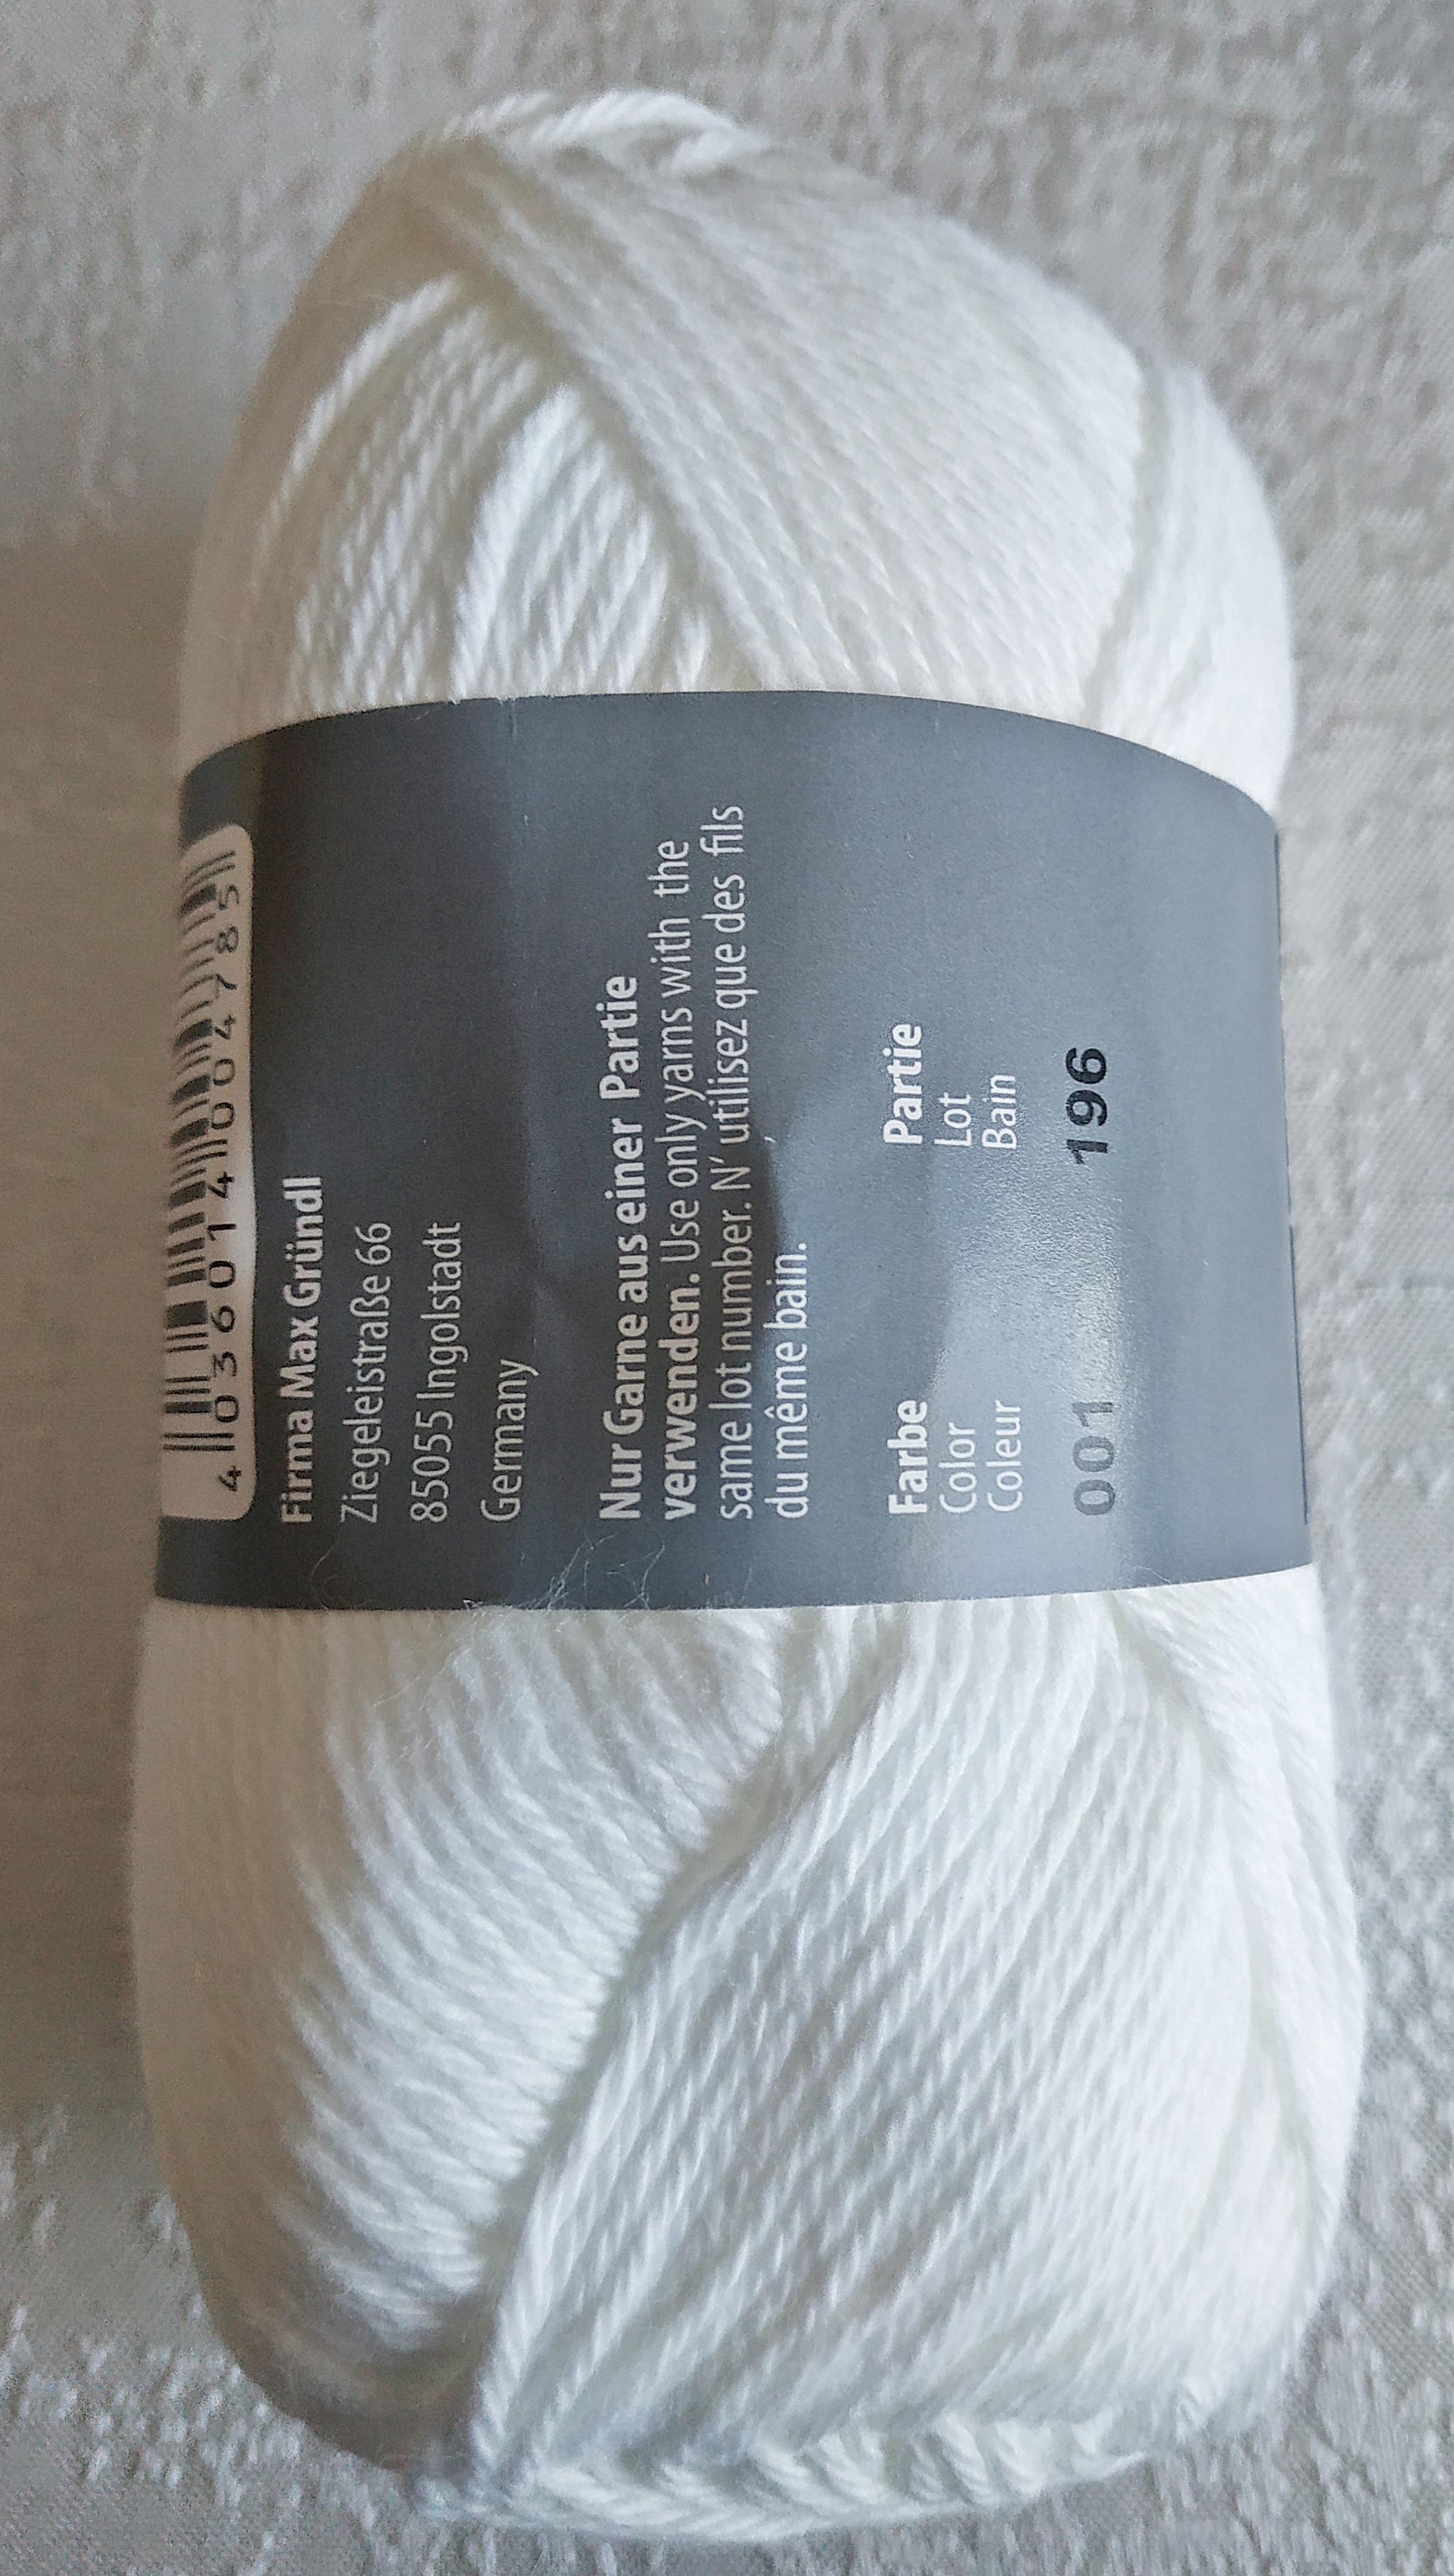 4 036014 004785
Firma Max Gründl
Ziegeleistraße 66
85055 Ingolstadt
Germany
Nur Garne aus einer Partie
verwenden. Use only yarns with the
same lot number. N' utilisez que des fils
du même bain.
Farbe Partie
Color Lot
Coleur Bain
001 196